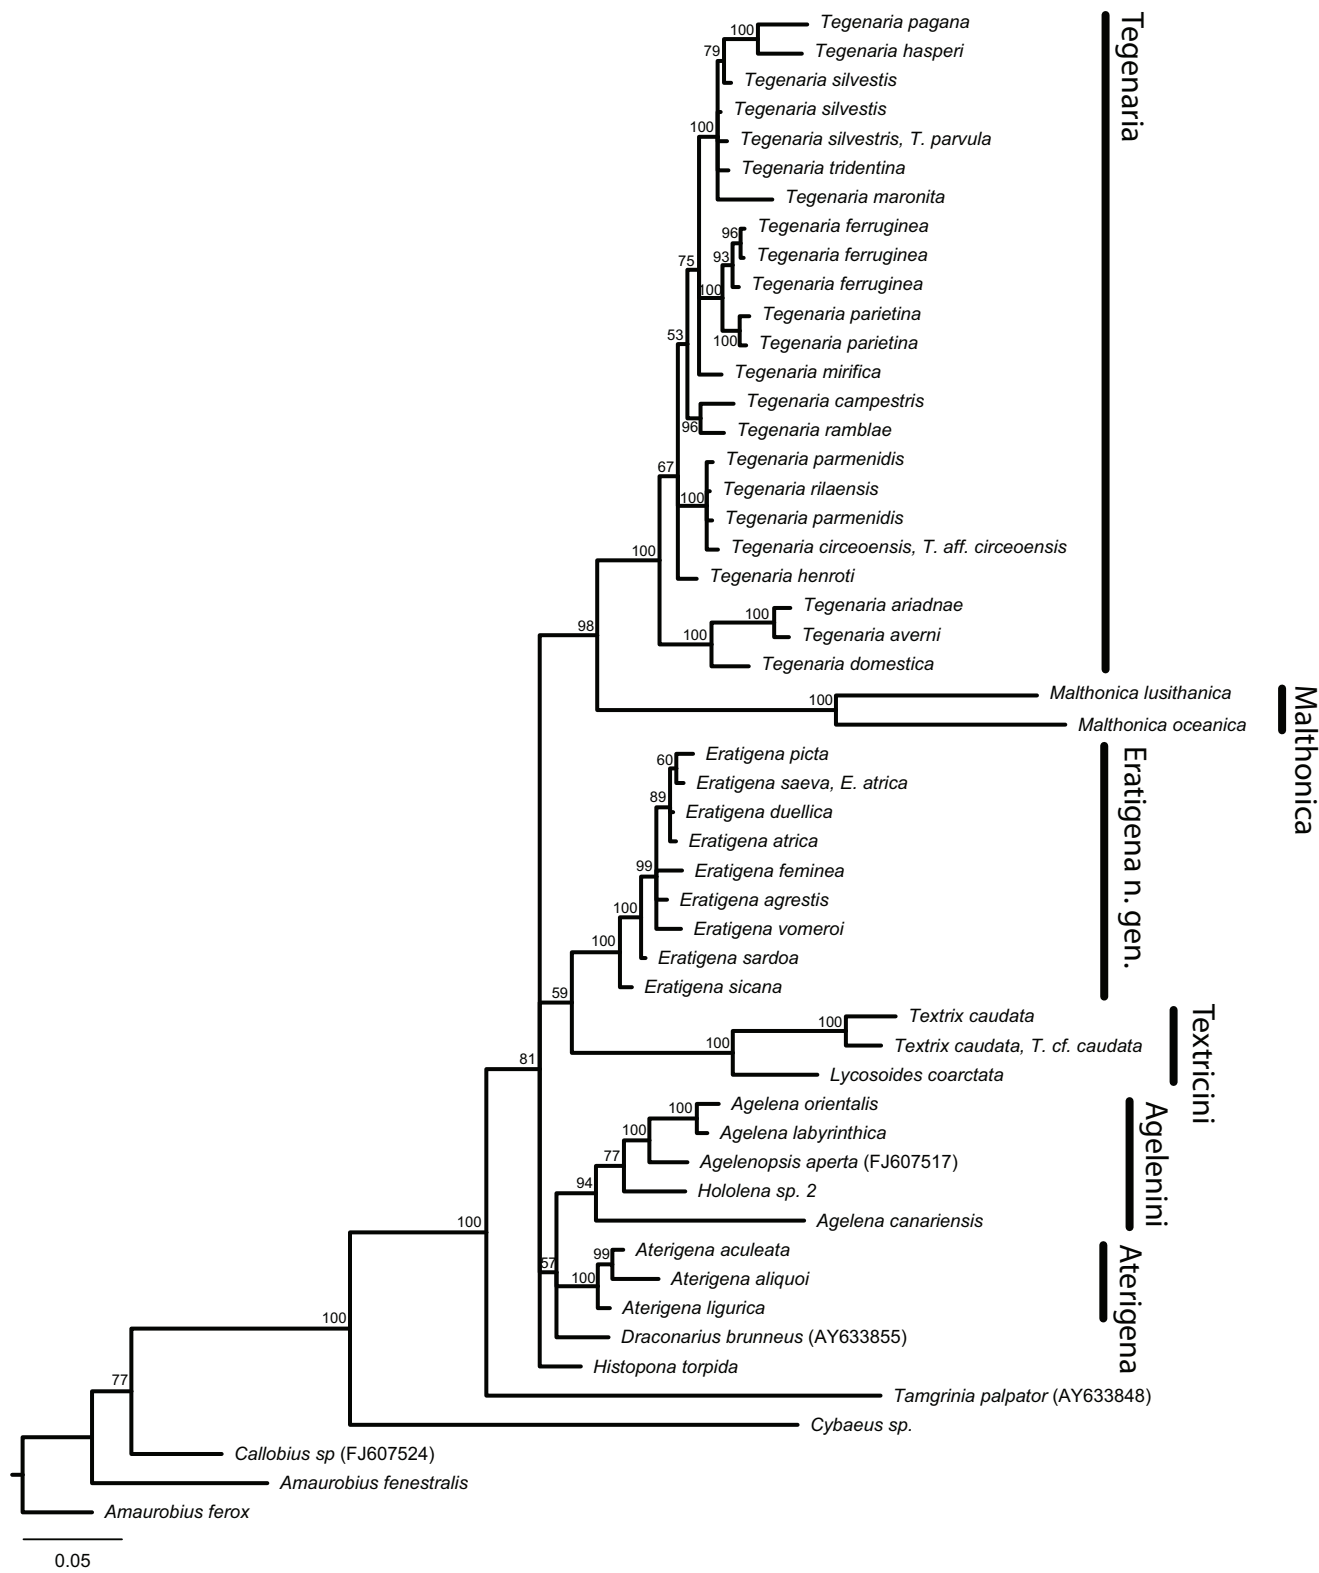 Tegenaria pagana
100
Tegenaria hasperi
79
Tegenaria silvestis
Tegenaria silvestis
100
Tegenaria silvestris, T. parvula
Tegenaria tridentina
Tegenaria maronita
Tegenaria ferruginea
96
Tegenaria ferruginea
93
75
Tegenaria ferruginea
100
Tegenaria parietina
53
100
Tegenaria parietina
Tegenaria mirifica
Tegenaria campestris
96
Tegenaria ramblae
67
Tegenaria parmenidis
Tegenaria rilaensis
100
Tegenaria parmenidis
Tegenaria circeoensis, T. aff. circeoensis
100
Tegenaria henroti
Tegenaria ariadnae
100
98
100
Tegenaria averni
Tegenaria domestica
Tegenaria
Malthonica lusithanica
100
Malthonica oceanica
Malthonica
Eratigena picta
60
Eratigena saeva, E. atrica
89
Eratigena duellica
Eratigena atrica
99
Eratigena feminea
Eratigena agrestis
100
Eratigena vomeroi
100
Eratigena sardoa
Eratigena sicana
Eratigena n. gen.
59
Textrix caudata
100
Textrix caudata, T. cf. caudata
100
Lycosoides coarctata
Textricini
81
Agelena orientalis
100
Agelena labyrinthica
100
Agelenopsis aperta (FJ607517)
77
Hololena sp. 2
94
Agelena canariensis
Agelenini
100
Aterigena aculeata
99
57
Aterigena aliquoi
100
Aterigena ligurica
Aterigena
Draconarius brunneus (AY633855)
100
Histopona torpida
77
Tamgrinia palpator (AY633848)
Cybaeus sp.
Callobius sp (FJ607524)
Amaurobius fenestralis
Amaurobius ferox
0.05